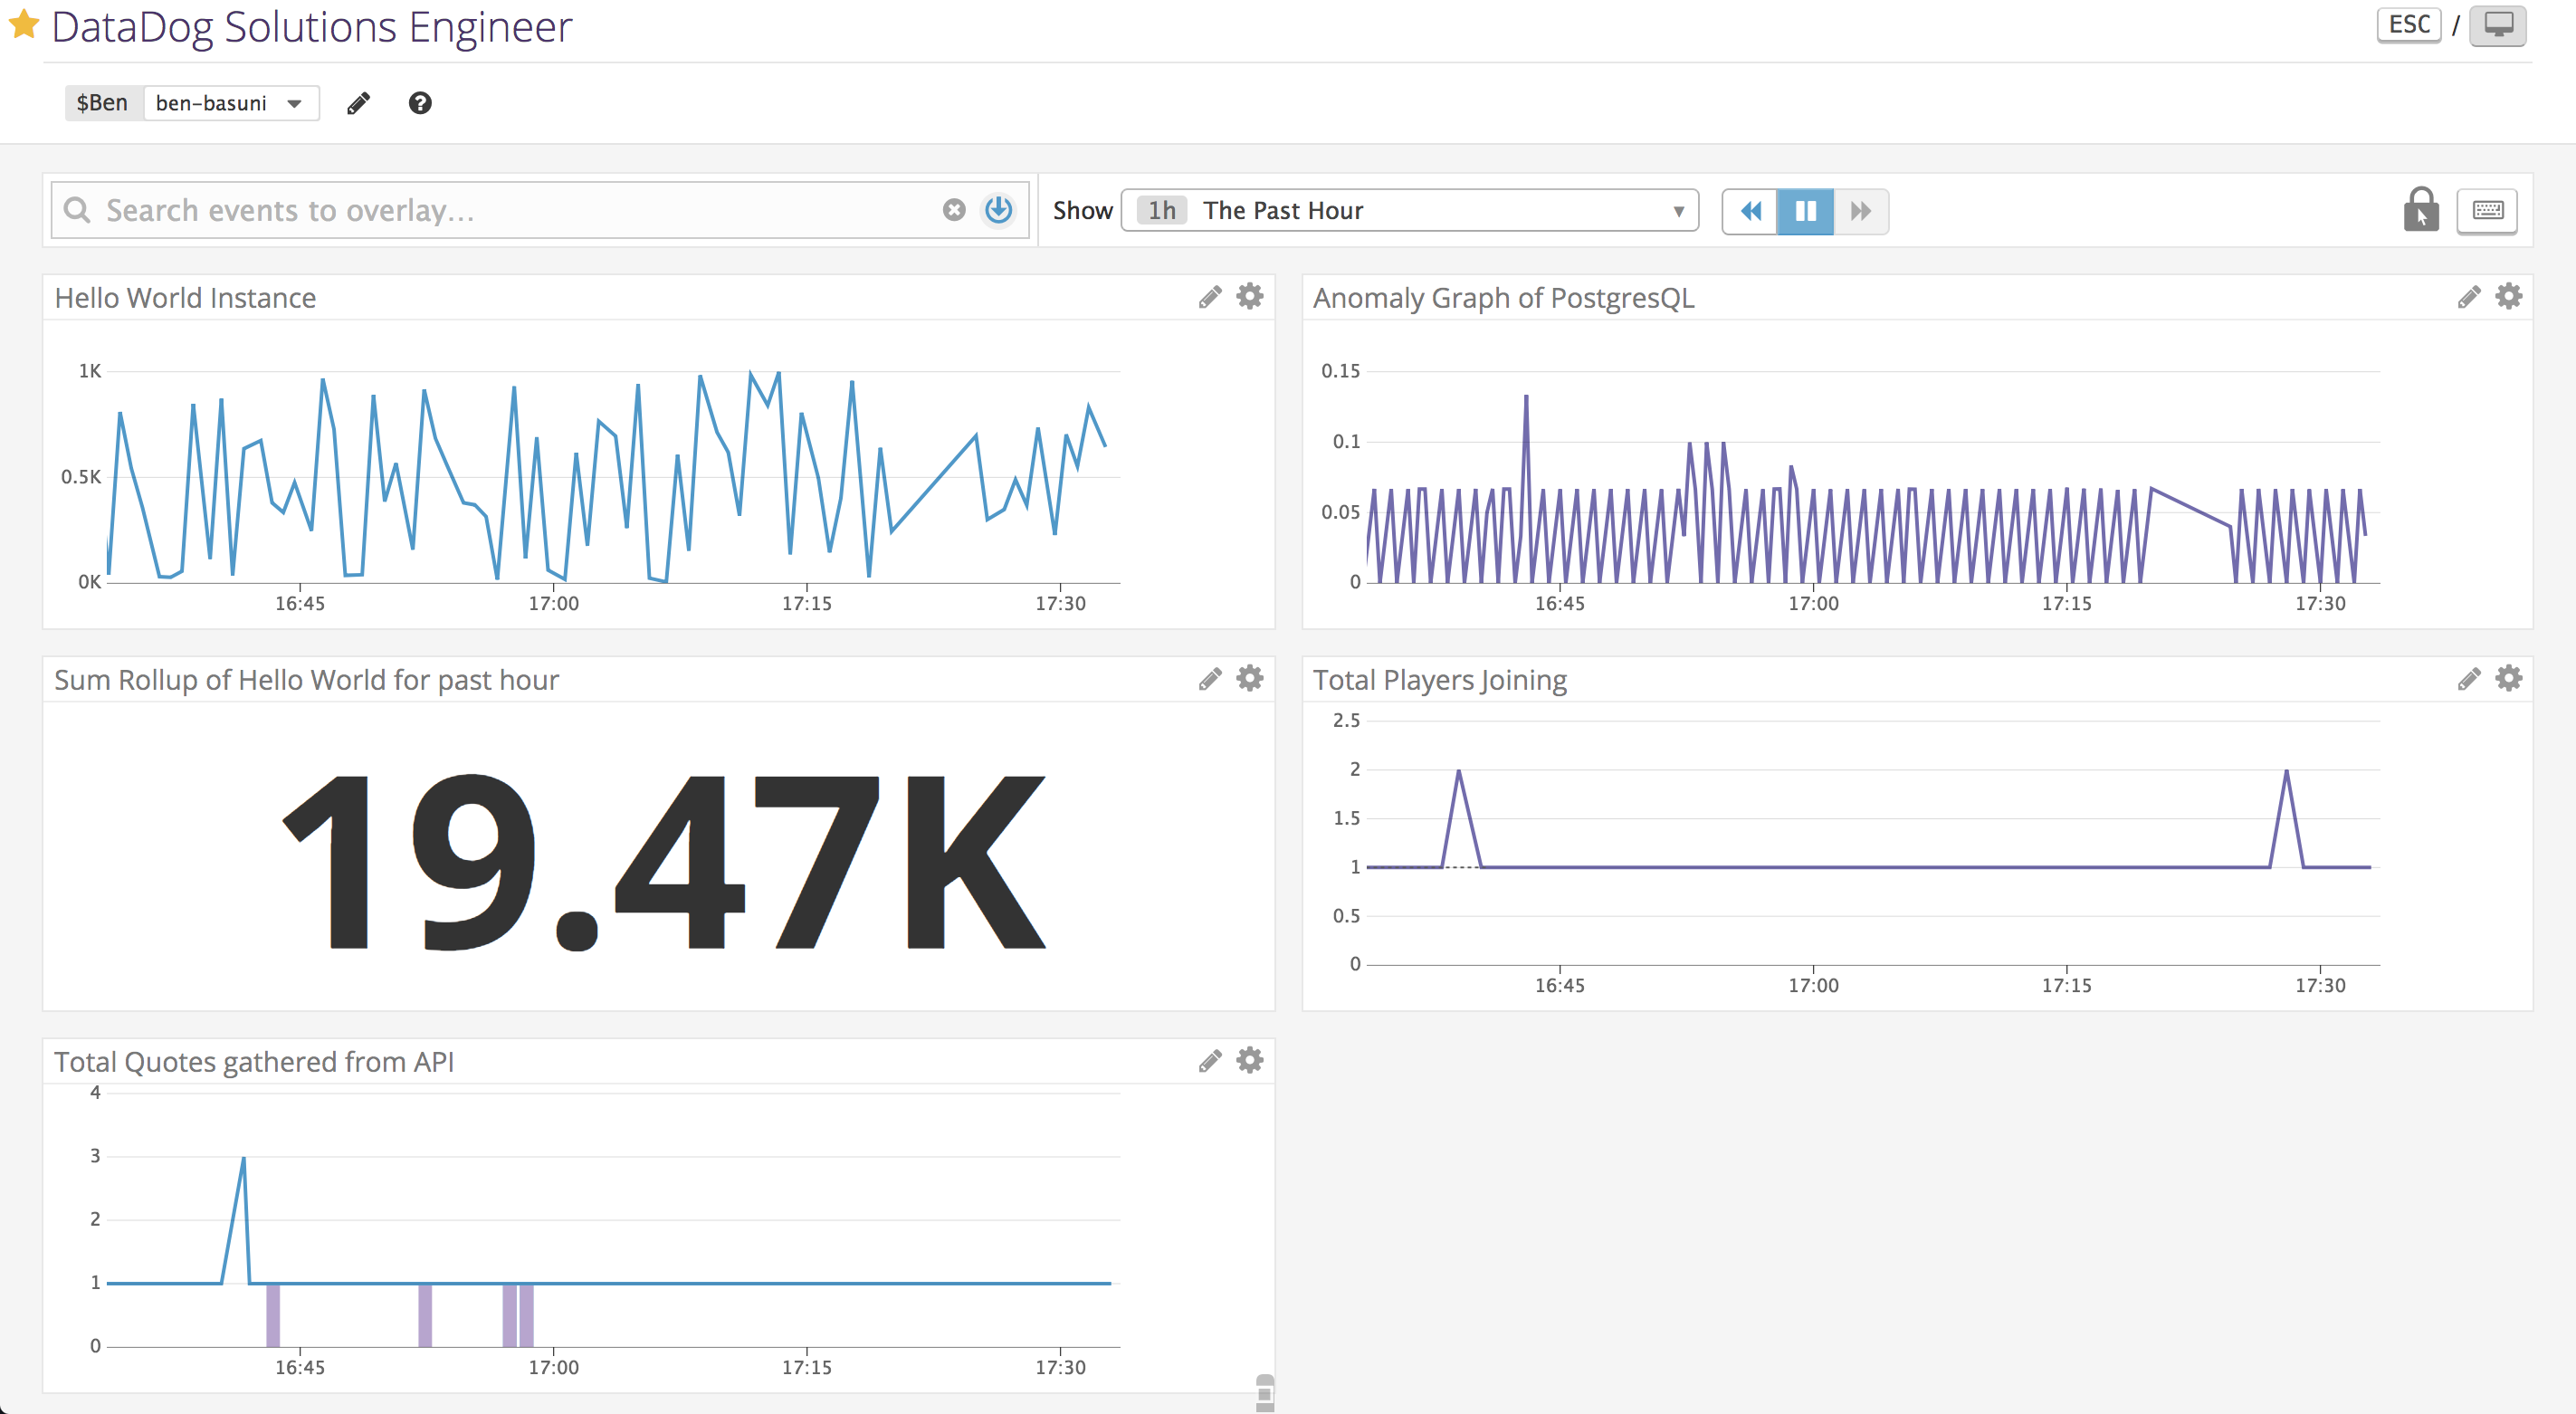 DataDog Solutions Engineer
ESC /
$Ben ben-basuni
Search events to overlay...
Show 1h The Past Hour
Hello World Instance
1K
0.5K
0K
16:45 17:00 17:15 17:30
Anomaly Graph of PostgresQL
0.15
0.1
0.05
0
16:45 17:00 17:15 17:30
Sum Rollup of Hello World for past hour
19.47K
Total Players Joining
2.5
2
1.5
1
0.5
0
16:45 17:00 17:15 17:30
Total Quotes gathered from API
4
3
2
1
0
16:45 17:00 17:15 17:30